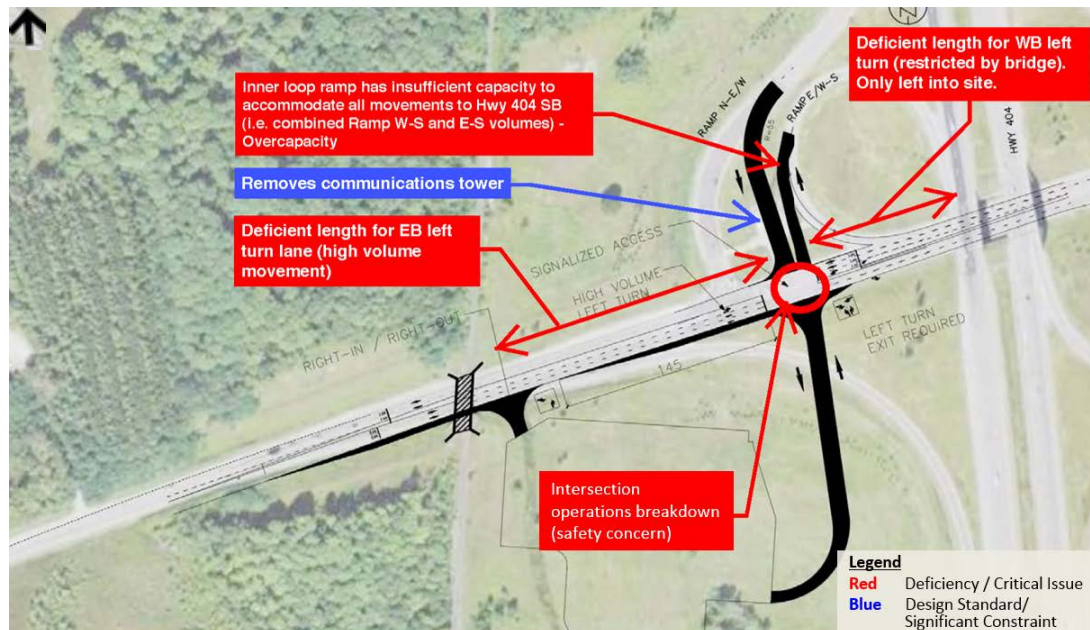 Deficient length for WB left
turn (restricted by bridge).
Only left into site.
Inner loop ramp has insufficient capacity to
accommodate all movements to Hwy 404 SB
(i.e. combined Ramp W-S and E-S volumes) -
Overcapacity
RAMP N-E/W
RAMP E/W-S
R=55
HWY 404
Removes communications tower
Deficient length for EB left
turn lane (high volume
movement)
SIGNALIZED ACCESS
HIGH VOLUME
LEFT TURN
RIGHT-IN / RIGHT-OUT
LEFT TURN
EXIT REQUIRED
145
Intersection
operations breakdown
(safety concern)
Legend
Red Deficiency / Critical Issue
Blue Design Standard/
Significant Constraint